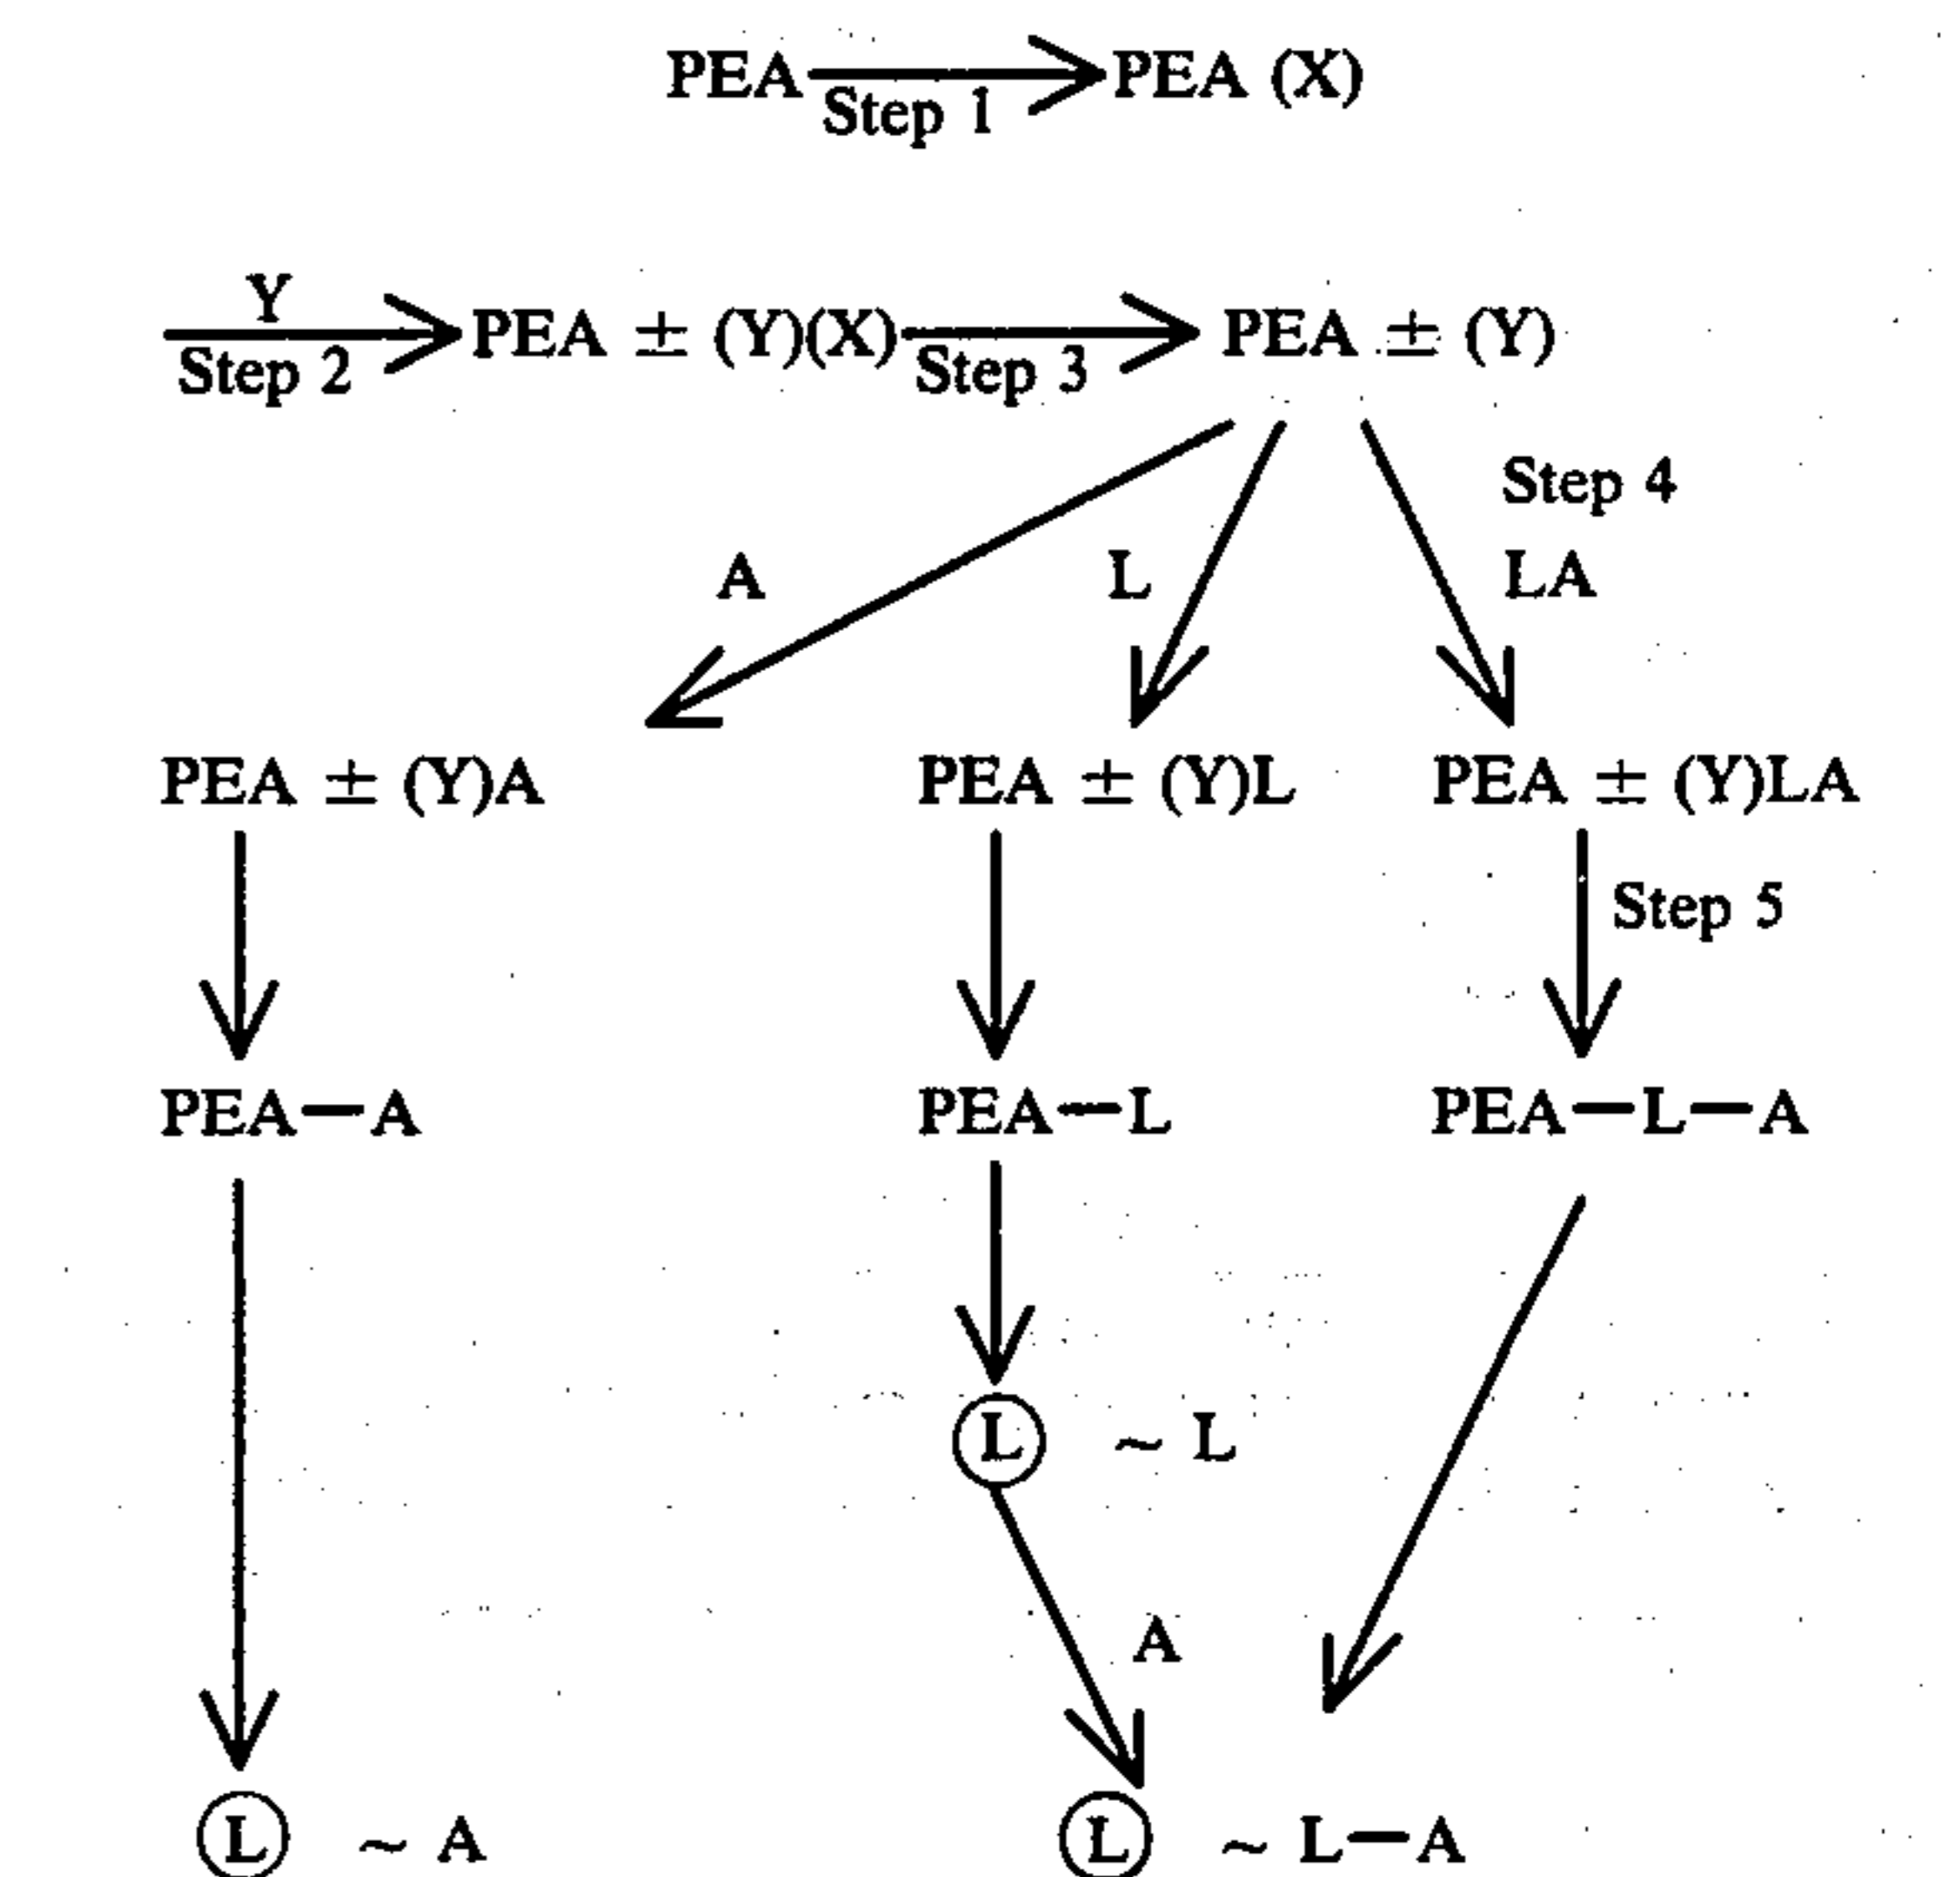 PEA PEA (X)
Step 1
Y
PEA ± (Y)(X) PEA ± (Y)
Step 2 Step 3
Step 4
A L LA
PEA ± (Y)A PEA ± (Y)L PEA ± (Y)LA
Step 5
PEA—A PEA—L PEA—L—A
L ~ L
A
L ~ A L ~ L—A